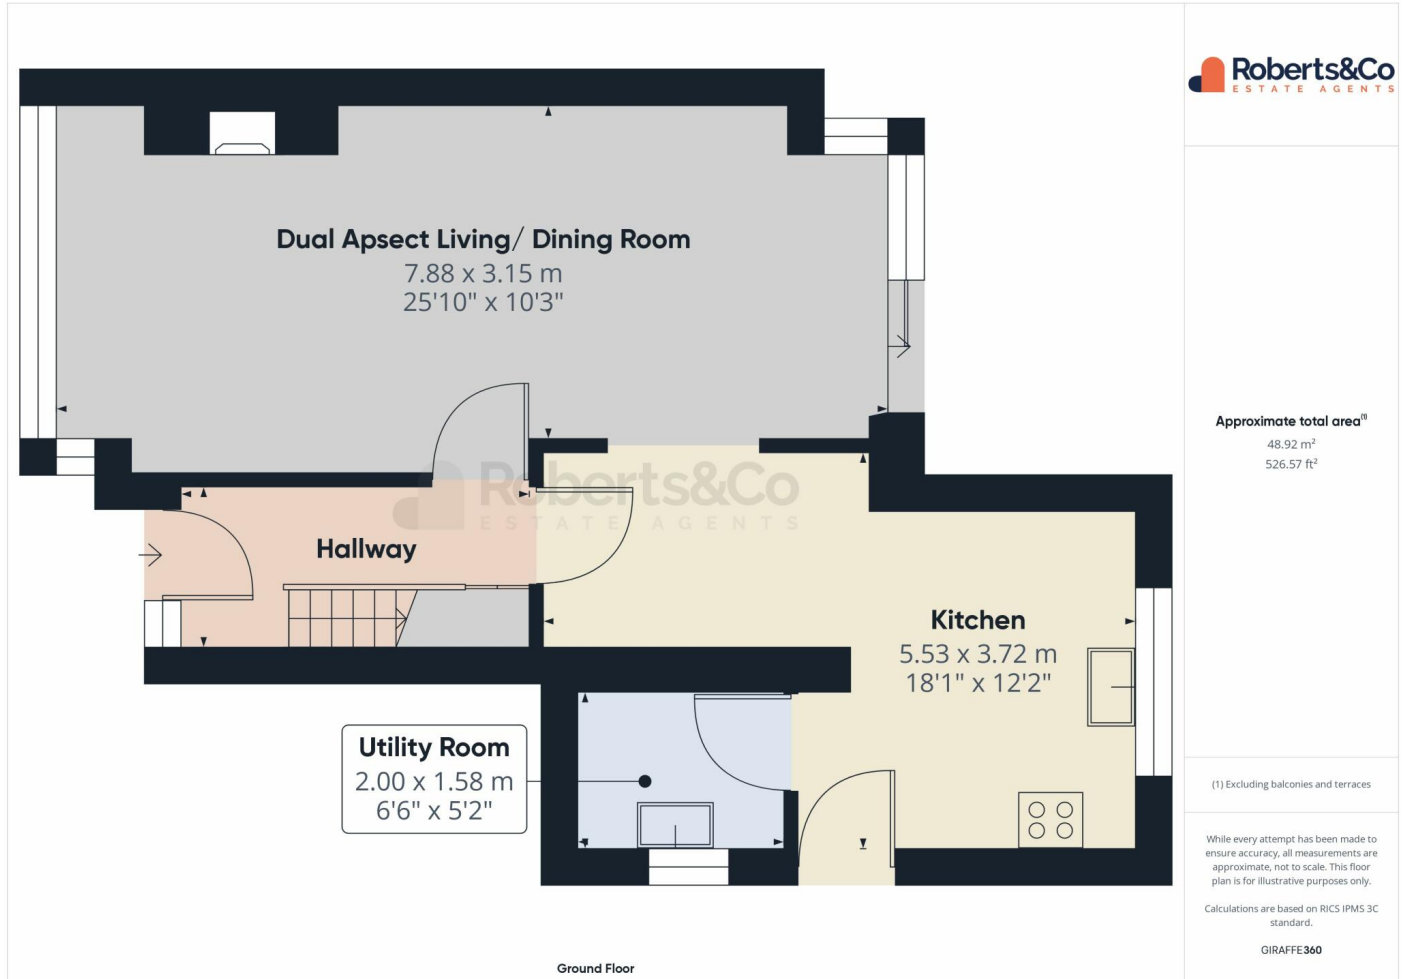 Roberts&Co
ESTATE AGENTS
Dual Apsect Living/ Dining Room
7.88 x 3.15 m
25'10" x 10'3"
Roberts&Co
ESTATE AGENTS
Hallway
Kitchen
5.53 x 3.72 m
18'1" x 12'2"
Utility Room
2.00 x 1.58 m
6'6" x 5'2"
Ground Floor
Approximate total area(1)
48.92 m²
526.57 ft²
(1) Excluding balconies and terraces
While every attempt has been made to
ensure accuracy, all measurements are
approximate, not to scale. This floor
plan is for illustrative purposes only.
Calculations are based on RICS IPMS 3C
standard.
GIRAFFE360